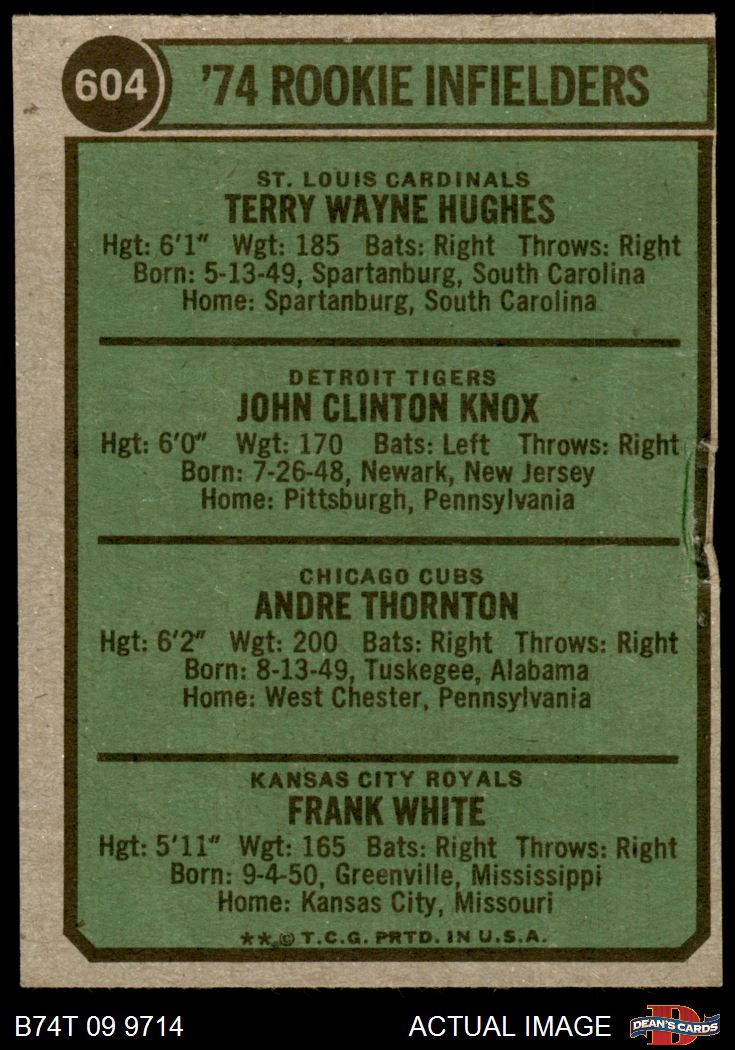 604
'74 ROOKIE INFIELDERS
ST. LOUIS CARDINALS
TERRY WAYNE HUGHES
Hgt: 6'1" Wgt: 185 Bats: Right Throws: Right
Born: 5-13-49, Spartanburg, South Carolina
Home: Spartanburg, South Carolina
DETROIT TIGERS
JOHN CLINTON KNOX
Hgt: 6'0" Wgt: 170 Bats: Left Throws: Right
Born: 7-26-48, Newark, New Jersey
Home: Pittsburgh, Pennsylvania
CHICAGO CUBS
ANDRE THORNTON
Hgt: 6'2" Wgt: 200 Bats: Right Throws: Right
Born: 8-13-49, Tuskegee, Alabama
Home: West Chester, Pennsylvania
KANSAS CITY ROYALS
FRANK WHITE
Hgt: 5'11" Wgt: 165 Bats: Right Throws: Right
Born: 9-4-50, Greenville, Mississippi
Home: Kansas City, Missouri
**© T.C.G. PRTD. IN U.S.A.
B74T 09 9714
ACTUAL IMAGE
D
DEAN'S CARDS